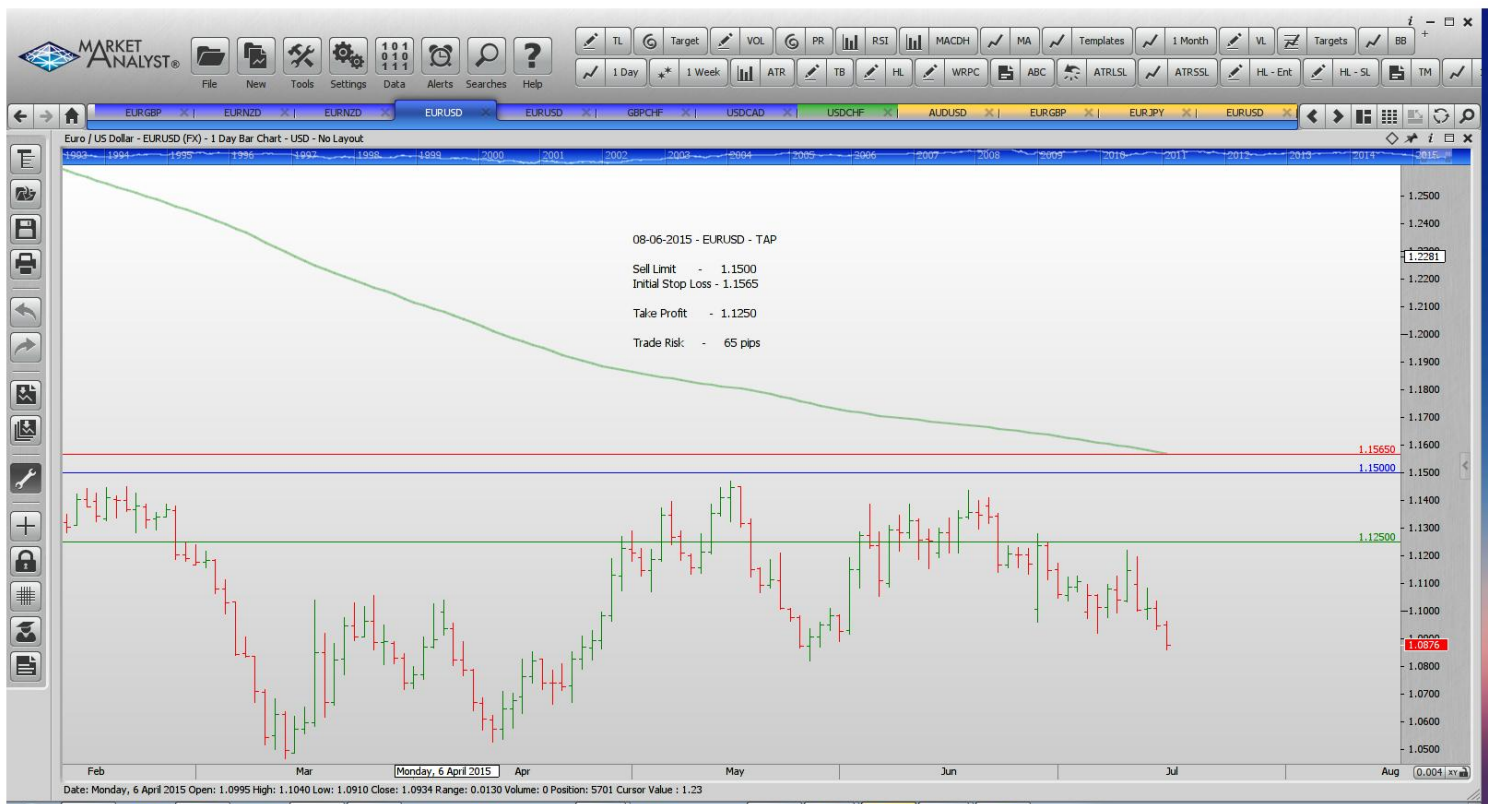 i
MARKET
ANALYST®
File New Tools Settings Data Alerts Searches Help
TL Target VOL PR RSI MACDH MA Templates 1 Month VL Targets BB +
1 Day 1 Week ATR TB HL WRPC ABC ATRLSL ATRSSL HL - Ent HL - SL TM
EURGBP EURNZD EURNZD EURUSD EURUSD GBPCHF USDCAD USDCHF AUDUSD EURGBP EURJPY EURUSD
Euro / US Dollar - EURUSD (FX) - 1 Day Bar Chart - USD - No Layout
1993 1994 1995 1996 1997 1998 1999 2000 2001 2002 2003 2004 2005 2006 2007 2008 2009 2010 2011 2012 2013 2014 2015
1.2500
08-06-2015 - EURUSD - TAP
1.2400
1.2281
Sell Limit - 1.1500
1.2200
Initial Stop Loss - 1.1565
1.2100
Take Profit - 1.1250
1.2000
Trade Risk - 65 pips
1.1900
1.1800
1.1700
1.1600
1.15650
1.15000
1.1500
1.1400
1.1300
1.12500
1.1200
1.1100
1.1000
1.0876
1.0800
1.0700
1.0600
1.0500
Feb Mar Monday, 6 April 2015 Apr May Jun Jul Aug 0.004 XY
Date: Monday, 6 April 2015 Open: 1.0995 High: 1.1040 Low: 1.0910 Close: 1.0934 Range: 0.0130 Volume: 0 Position: 5701 Cursor Value : 1.23